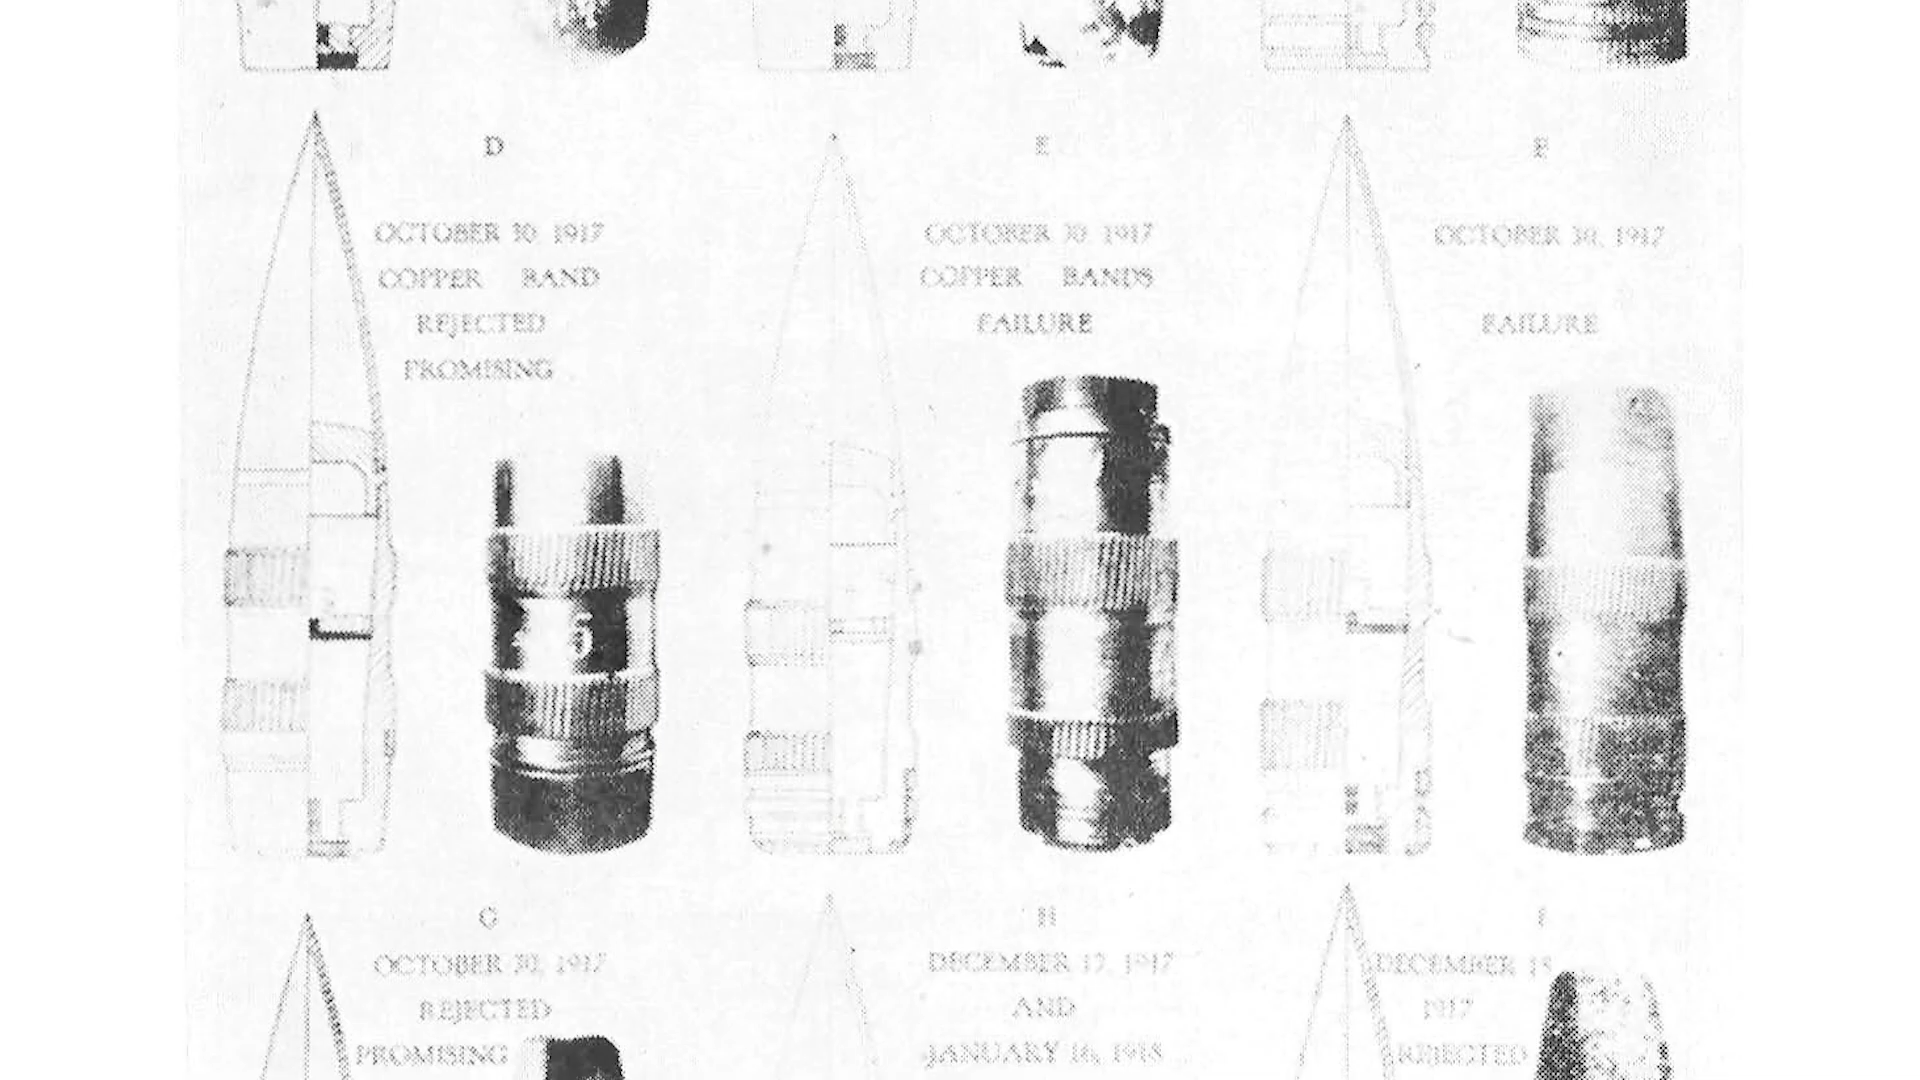 D
OCTOBER 30, 1917
COPPER BAND
REJECTED
PROMISING
5
E
OCTOBER 30, 1917
COPPER BANDS
FAILURE
F
OCTOBER 30, 1917
FAILURE
G
OCTOBER 30, 1917
REJECTED
PROMISING
H
DECEMBER 17, 1917
AND
JANUARY 16, 1918
I
DECEMBER 15,
1917
REJECTED